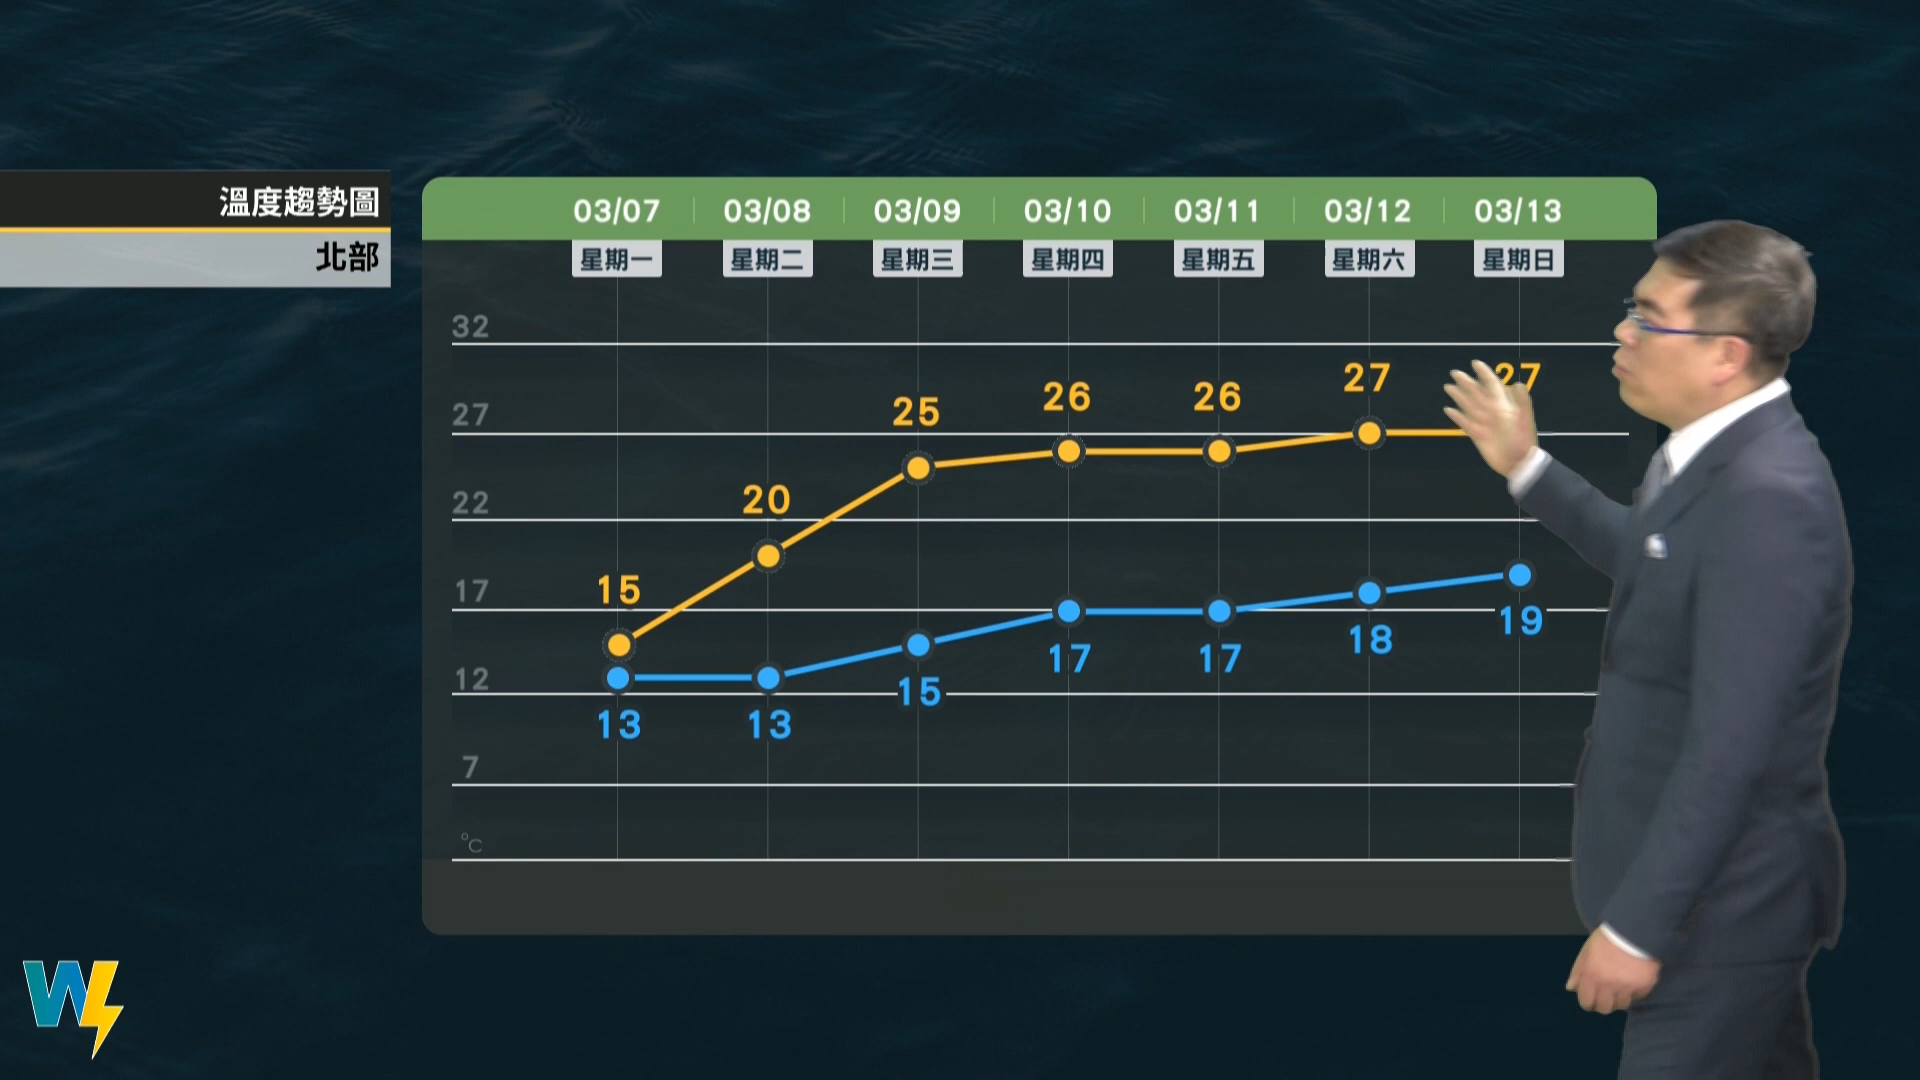 溫度趨勢圖
北部
03/07 03/08 03/09 03/10 03/11 03/12 03/13
星期一 星期二 星期三 星期四 星期五 星期六 星期日
32
27
22
17
12
7
°C
15 20 25 26 26 27 27
13 13 15 17 17 18 19
W